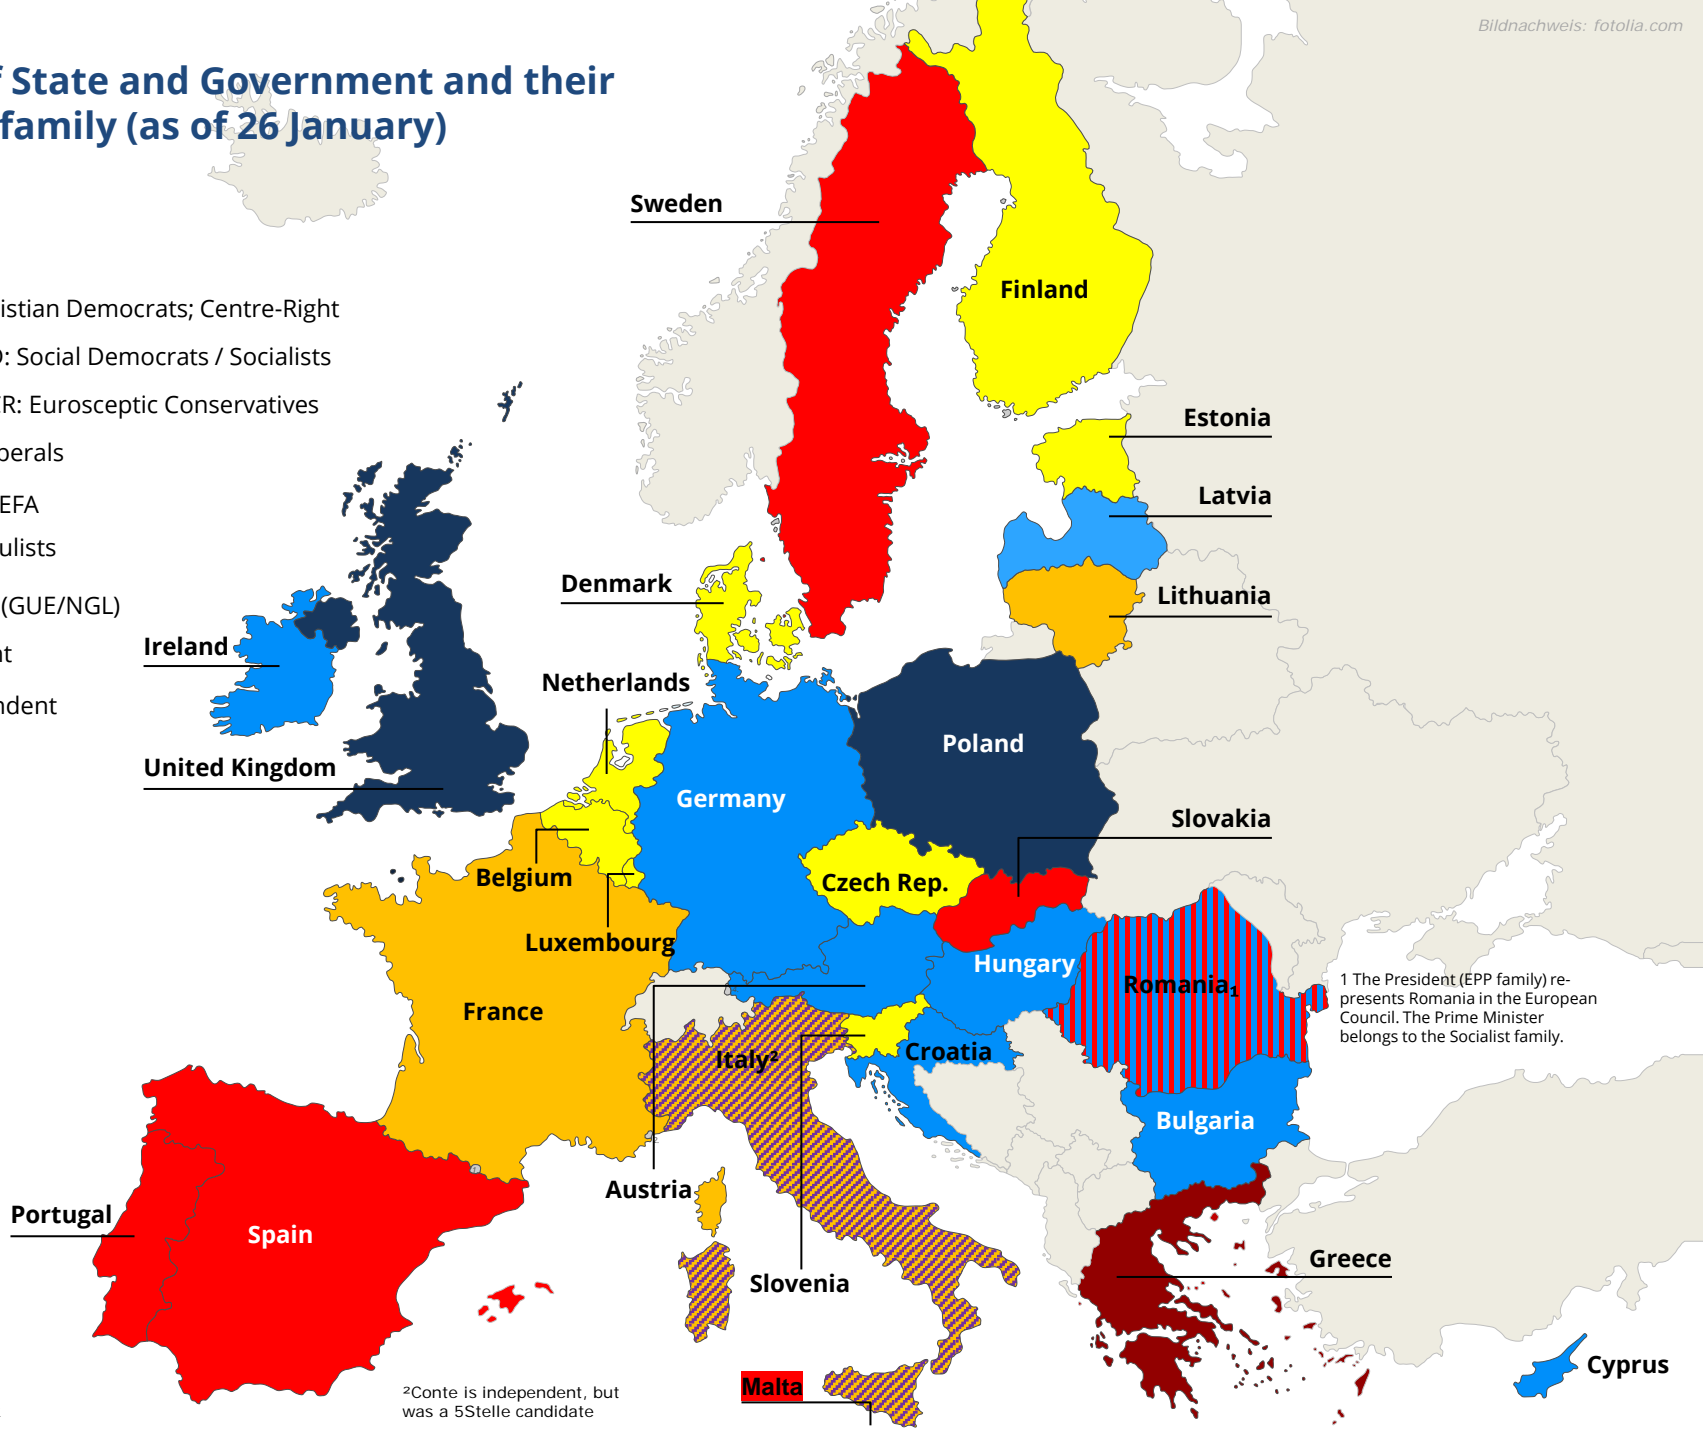 Bildnachweis: fotolia.com
f State and Government and their
family (as of 26 January)
istian Democrats; Centre-Right
D: Social Democrats / Socialists
CR: Eurosceptic Conservatives
perals
EFA
ulists
(GUE/NGL)
nt
ndent
Sweden
Finland
Estonia
Latvia
Lithuania
Denmark
Ireland
Netherlands
United Kingdom
Poland
Germany
Slovakia
Belgium
Czech Rep.
Luxembourg
Hungary
Romania₁
1 The President (EPP family) re-
presents Romania in the European
Council. The Prime Minister
belongs to the Socialist family.
France
Italy²
Croatia
Bulgaria
Austria
Portugal
Spain
Slovenia
Greece
Cyprus
Malta
²Conte is independent, but
was a 5Stelle candidate